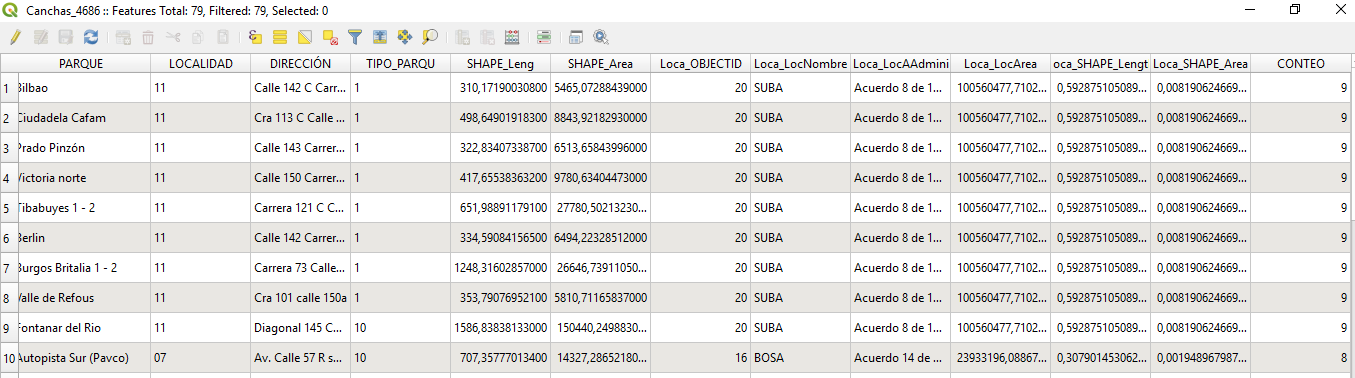 Canchas_4686 :: Features Total: 79, Filtered: 79, Selected: 0
PARQUE LOCALIDAD DIRECCIÓN TIPO_PARQU SHAPE_Leng SHAPE_Area Loca_OBJECTID Loca_LocNombre Loca_LocAAdmini Loca_LocArea oca_SHAPE_Lengt Loca_SHAPE_Area CONTEO
1 Bilbao 11 Calle 142 C Carr... 1 310,17190030800 5465,07288439000 20 SUBA Acuerdo 8 de 1... 100560477,7102... 0,592875105089... 0,008190624669... 9
2 Ciudadela Cafam 11 Cra 113 C Calle ... 1 498,64901918300 8843,92182930000 20 SUBA Acuerdo 8 de 1... 100560477,7102... 0,592875105089... 0,008190624669... 9
3 Prado Pinzón 11 Calle 143 Carrer... 1 322,83407338700 6513,65843996000 20 SUBA Acuerdo 8 de 1... 100560477,7102... 0,592875105089... 0,008190624669... 9
4 Victoria norte 11 Calle 150 Carrer... 1 417,65538363200 9780,63404473000 20 SUBA Acuerdo 8 de 1... 100560477,7102... 0,592875105089... 0,008190624669... 9
5 Tibabuyes 1 - 2 11 Carrera 121 C C... 1 651,98891179100 27780,50213230... 20 SUBA Acuerdo 8 de 1... 100560477,7102... 0,592875105089... 0,008190624669... 9
6 Berlin 11 Calle 142 Carrer... 1 334,59084156500 6494,22328512000 20 SUBA Acuerdo 8 de 1... 100560477,7102... 0,592875105089... 0,008190624669... 9
7 Burgos Britalia 1 - 2 11 Carrera 73 Calle... 1 1248,31602857000 26646,73911050... 20 SUBA Acuerdo 8 de 1... 100560477,7102... 0,592875105089... 0,008190624669... 9
8 Valle de Refous 11 Cra 101 calle 150a 1 353,79076952100 5810,71165837000 20 SUBA Acuerdo 8 de 1... 100560477,7102... 0,592875105089... 0,008190624669... 9
9 Fontanar del Rio 11 Diagonal 145 C... 10 1586,83838133000 150440,2498830... 20 SUBA Acuerdo 8 de 1... 100560477,7102... 0,592875105089... 0,008190624669... 9
10 Autopista Sur (Pavco) 07 Av. Calle 57 R s... 10 707,35777013400 14327,28652180... 16 BOSA Acuerdo 14 de ... 23933196,08867... 0,307901453062... 0,001948967987... 8